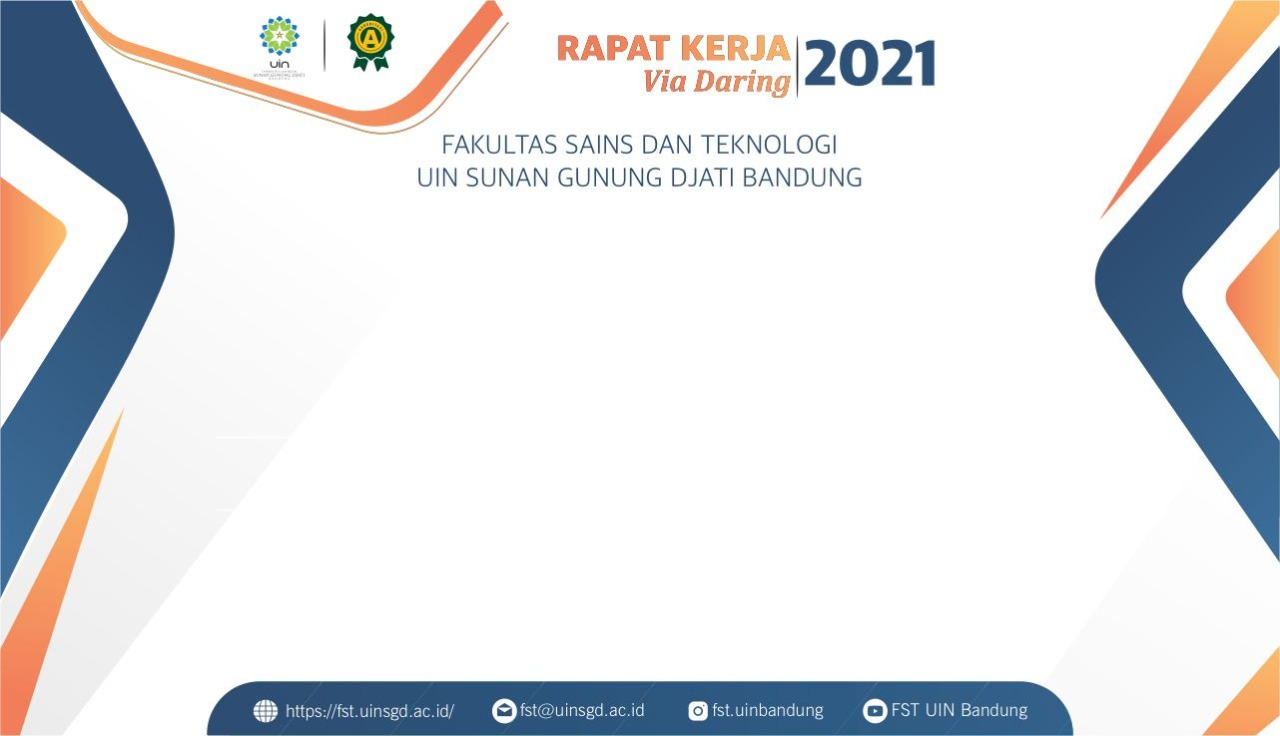 uin
A
RAPAT KERJA
Via Daring
2021
FAKULTAS SAINS DAN TEKNOLOGI
UIN SUNAN GUNUNG DJATI BANDUNG
https://fst.uinsgd.ac.id/
fst@uinsgd.ac.id
fst.uinbandung
FST UIN Bandung